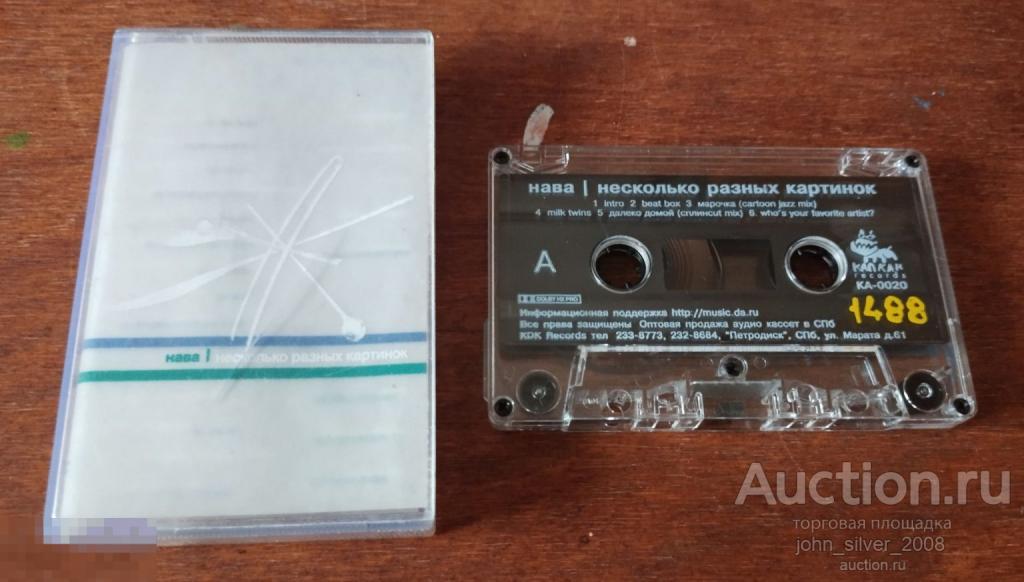 нава | несколько разных картинок
нава | несколько разных картинок
1 intro 2 beat box 3 марочка (cartoon jazz mix)
4 milk twins 5 далеко домой (сплинcut mix) 6 who's your favorite artist?
A
КАПКАН
records
KA-0020
DOLBY HX PRO
1488
Информационная поддержка http://music.da.ru
Все права защищены Оптовая продажа аудио кассет в СПб
KDK Records тел 233-8773, 232-8684, "Петродиск", СПб, ул. Марата д.61
Auction.ru
торговая площадка
john_silver_2008
auction.ru